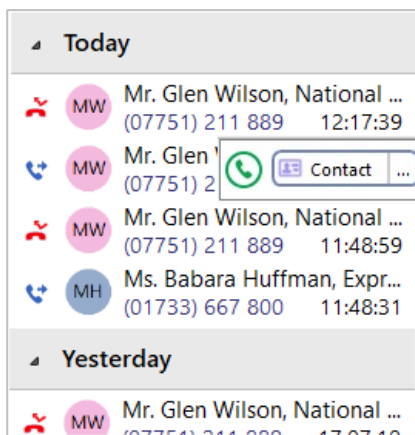 Today
MW
Mr. Glen Wilson, National ...
(07751) 211 889 12:17:39
MW
Mr. Glen
(07751) 2
Contact ...
MW
Mr. Glen Wilson, National ...
(07751) 211 889 11:48:59
MH
Ms. Babara Huffman, Expr...
(01733) 667 800 11:48:31
Yesterday
MW
Mr. Glen Wilson, National ...